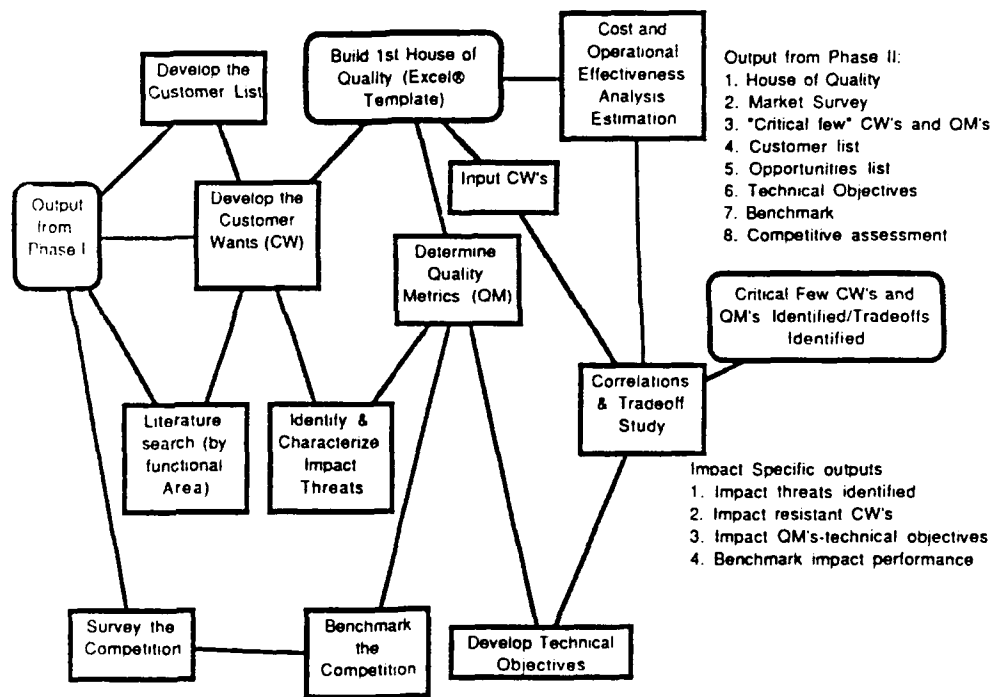 Develop the
Customer List
Build 1st House of
Quality (Excel®
Template)
Cost and
Operational
Effectiveness
Analysis
Estimation
Output from Phase II:
1. House of Quality
2. Market Survey
3. "Critical few" CW's and QM's
4. Customer list
5. Opportunities list
6. Technical Objectives
7. Benchmark
8. Competitive assessment
Output
from
Phase I
Develop the
Customer
Wants (CW)
Input CW's
Determine
Quality
Metrics (QM)
Critical Few CW's and
QM's Identified/Tradeoffs
Identified
Literature
search (by
functional
Area)
Identify &
Characterize
Impact
Threats
Correlations
& Tradeoff
Study
Impact Specific outputs
1. Impact threats identified
2. Impact resistant CW's
3. Impact QM's-technical objectives
4. Benchmark impact performance
Survey the
Competition
Benchmark
the
Competition
Develop Technical
Objectives